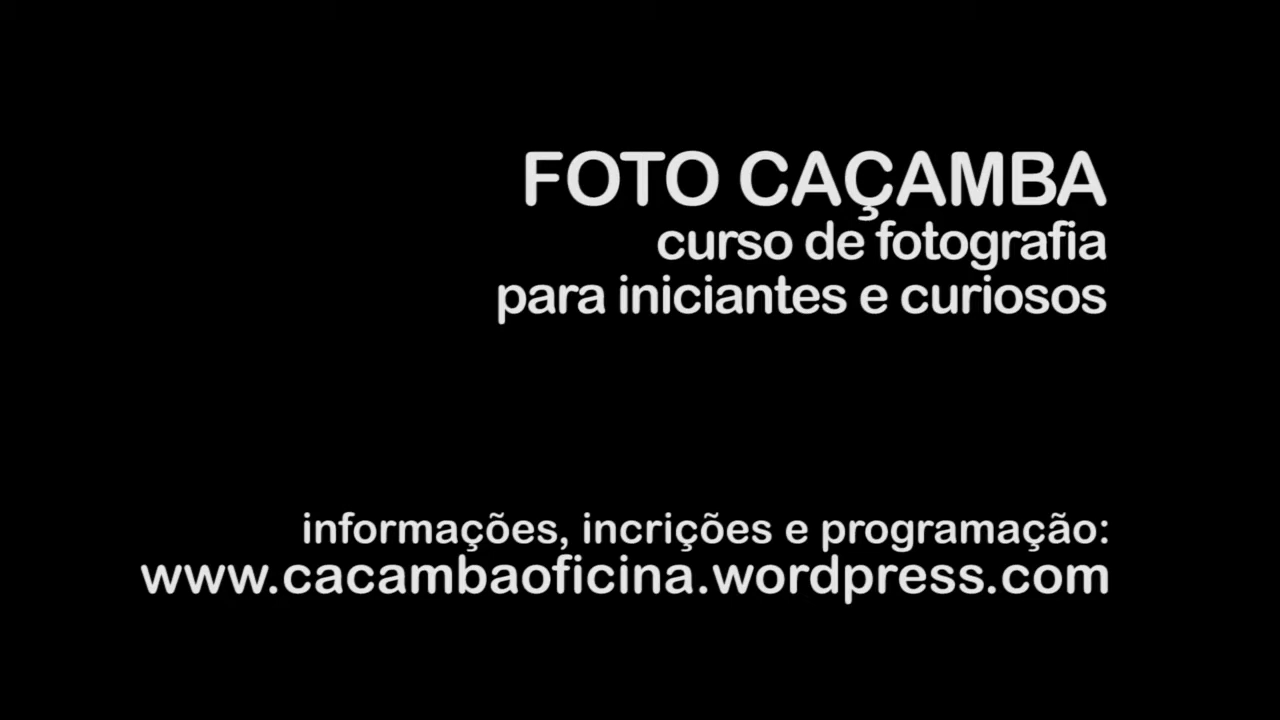 FOTO CAÇAMBA
curso de fotografia
para iniciantes e curiosos
informações, incrições e programação:
www.cacambaoficina.wordpress.com